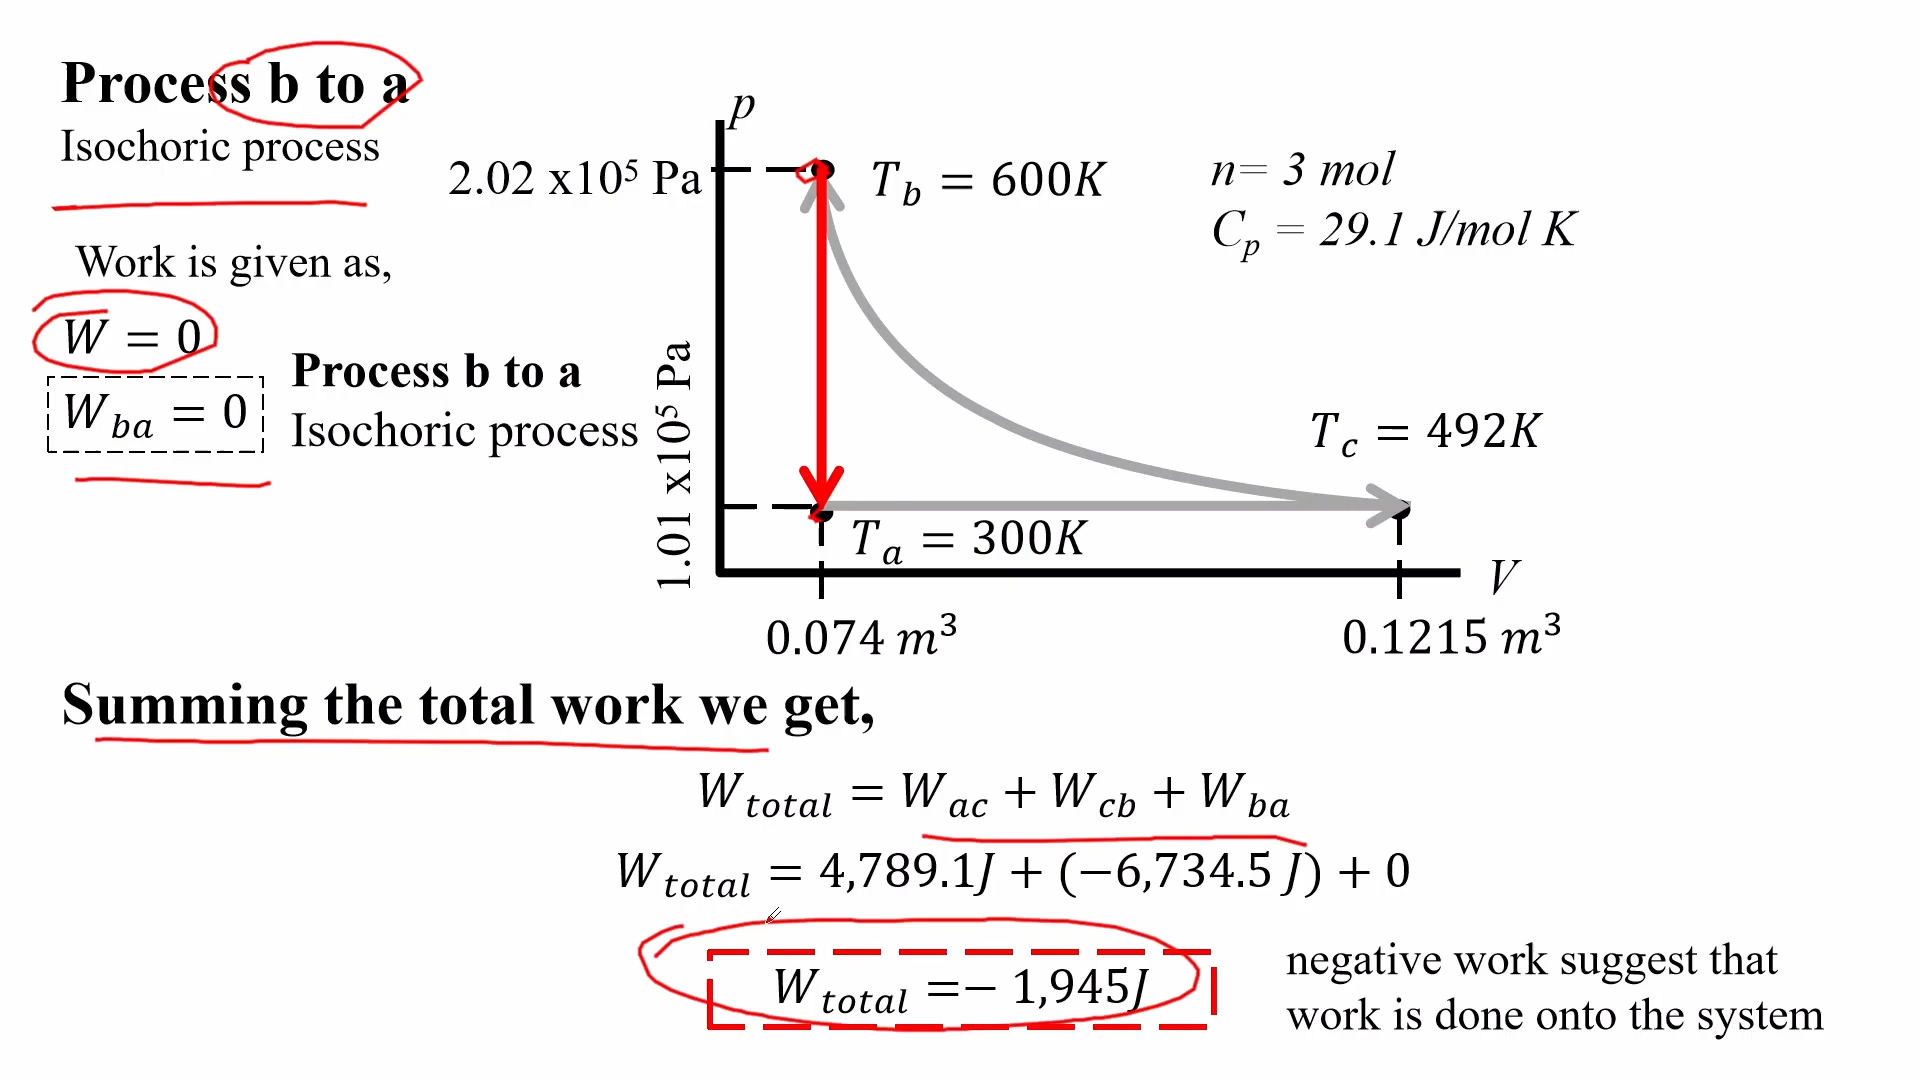 Process b to a
Isochoric process
Work is given as,
W = 0
W_ba = 0
Process b to a
Isochoric process
p
2.02 x10⁵ Pa
1.01 x10⁵ Pa
T_b = 600K
n= 3 mol
C_p = 29.1 J/mol K
T_c = 492K
T_a = 300K
V
0.074 m³
0.1215 m³
Summing the total work we get,
W_total = W_ac + W_cb + W_ba
W_total = 4,789.1J + (−6,734.5 J) + 0
W_total =− 1,945J
negative work suggest that
work is done onto the system